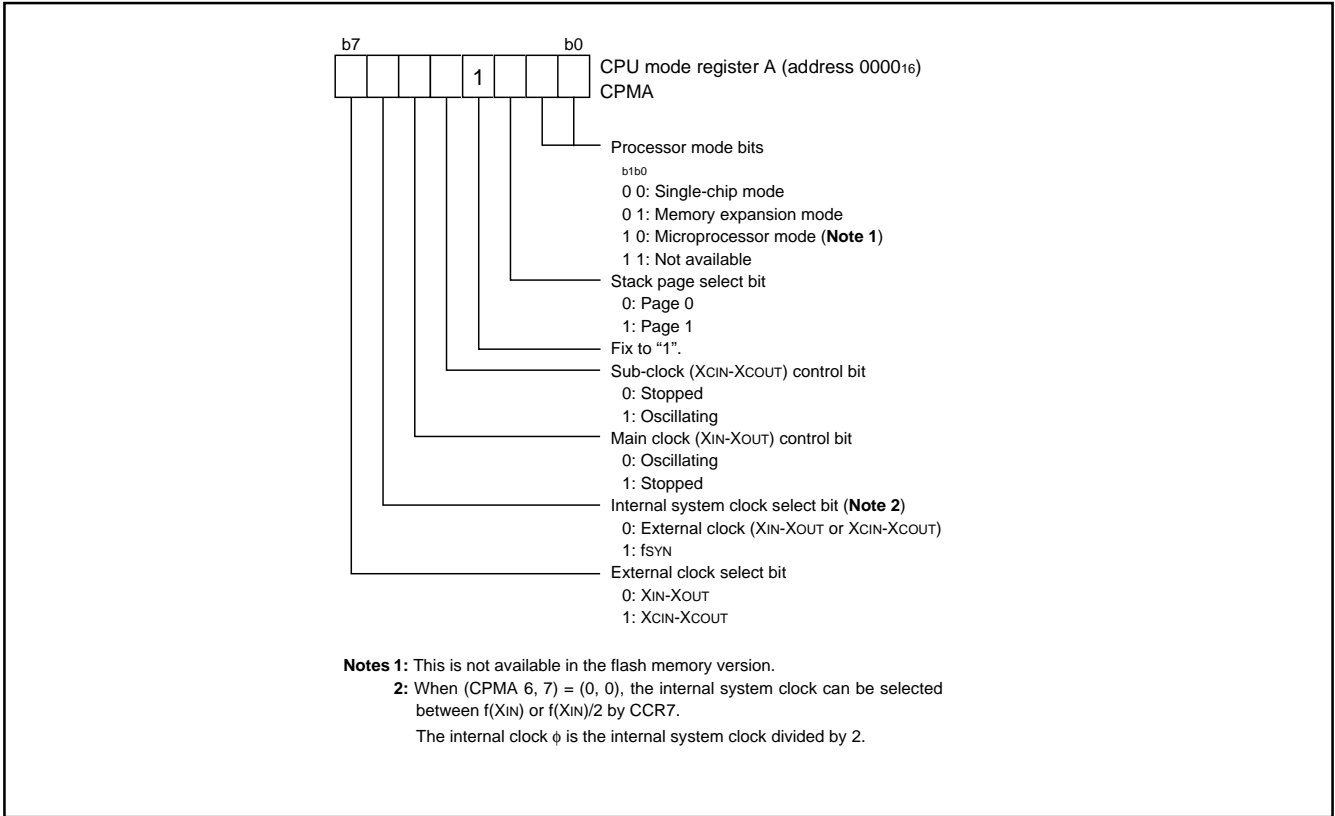 b7 b0
1
CPU mode register A (address 0000₁₆)
CPMA
Processor mode bits
b1b0
0 0: Single-chip mode
0 1: Memory expansion mode
1 0: Microprocessor mode (Note 1)
1 1: Not available
Stack page select bit
0: Page 0
1: Page 1
Fix to “1”.
Sub-clock (XCIN-XCOUT) control bit
0: Stopped
1: Oscillating
Main clock (XIN-XOUT) control bit
0: Oscillating
1: Stopped
Internal system clock select bit (Note 2)
0: External clock (XIN-XOUT or XCIN-XCOUT)
1: fSYN
External clock select bit
0: XIN-XOUT
1: XCIN-XCOUT
Notes 1: This is not available in the flash memory version.
2: When (CPMA 6, 7) = (0, 0), the internal system clock can be selected
between f(XIN) or f(XIN)/2 by CCR7.
The internal clock ϕ is the internal system clock divided by 2.